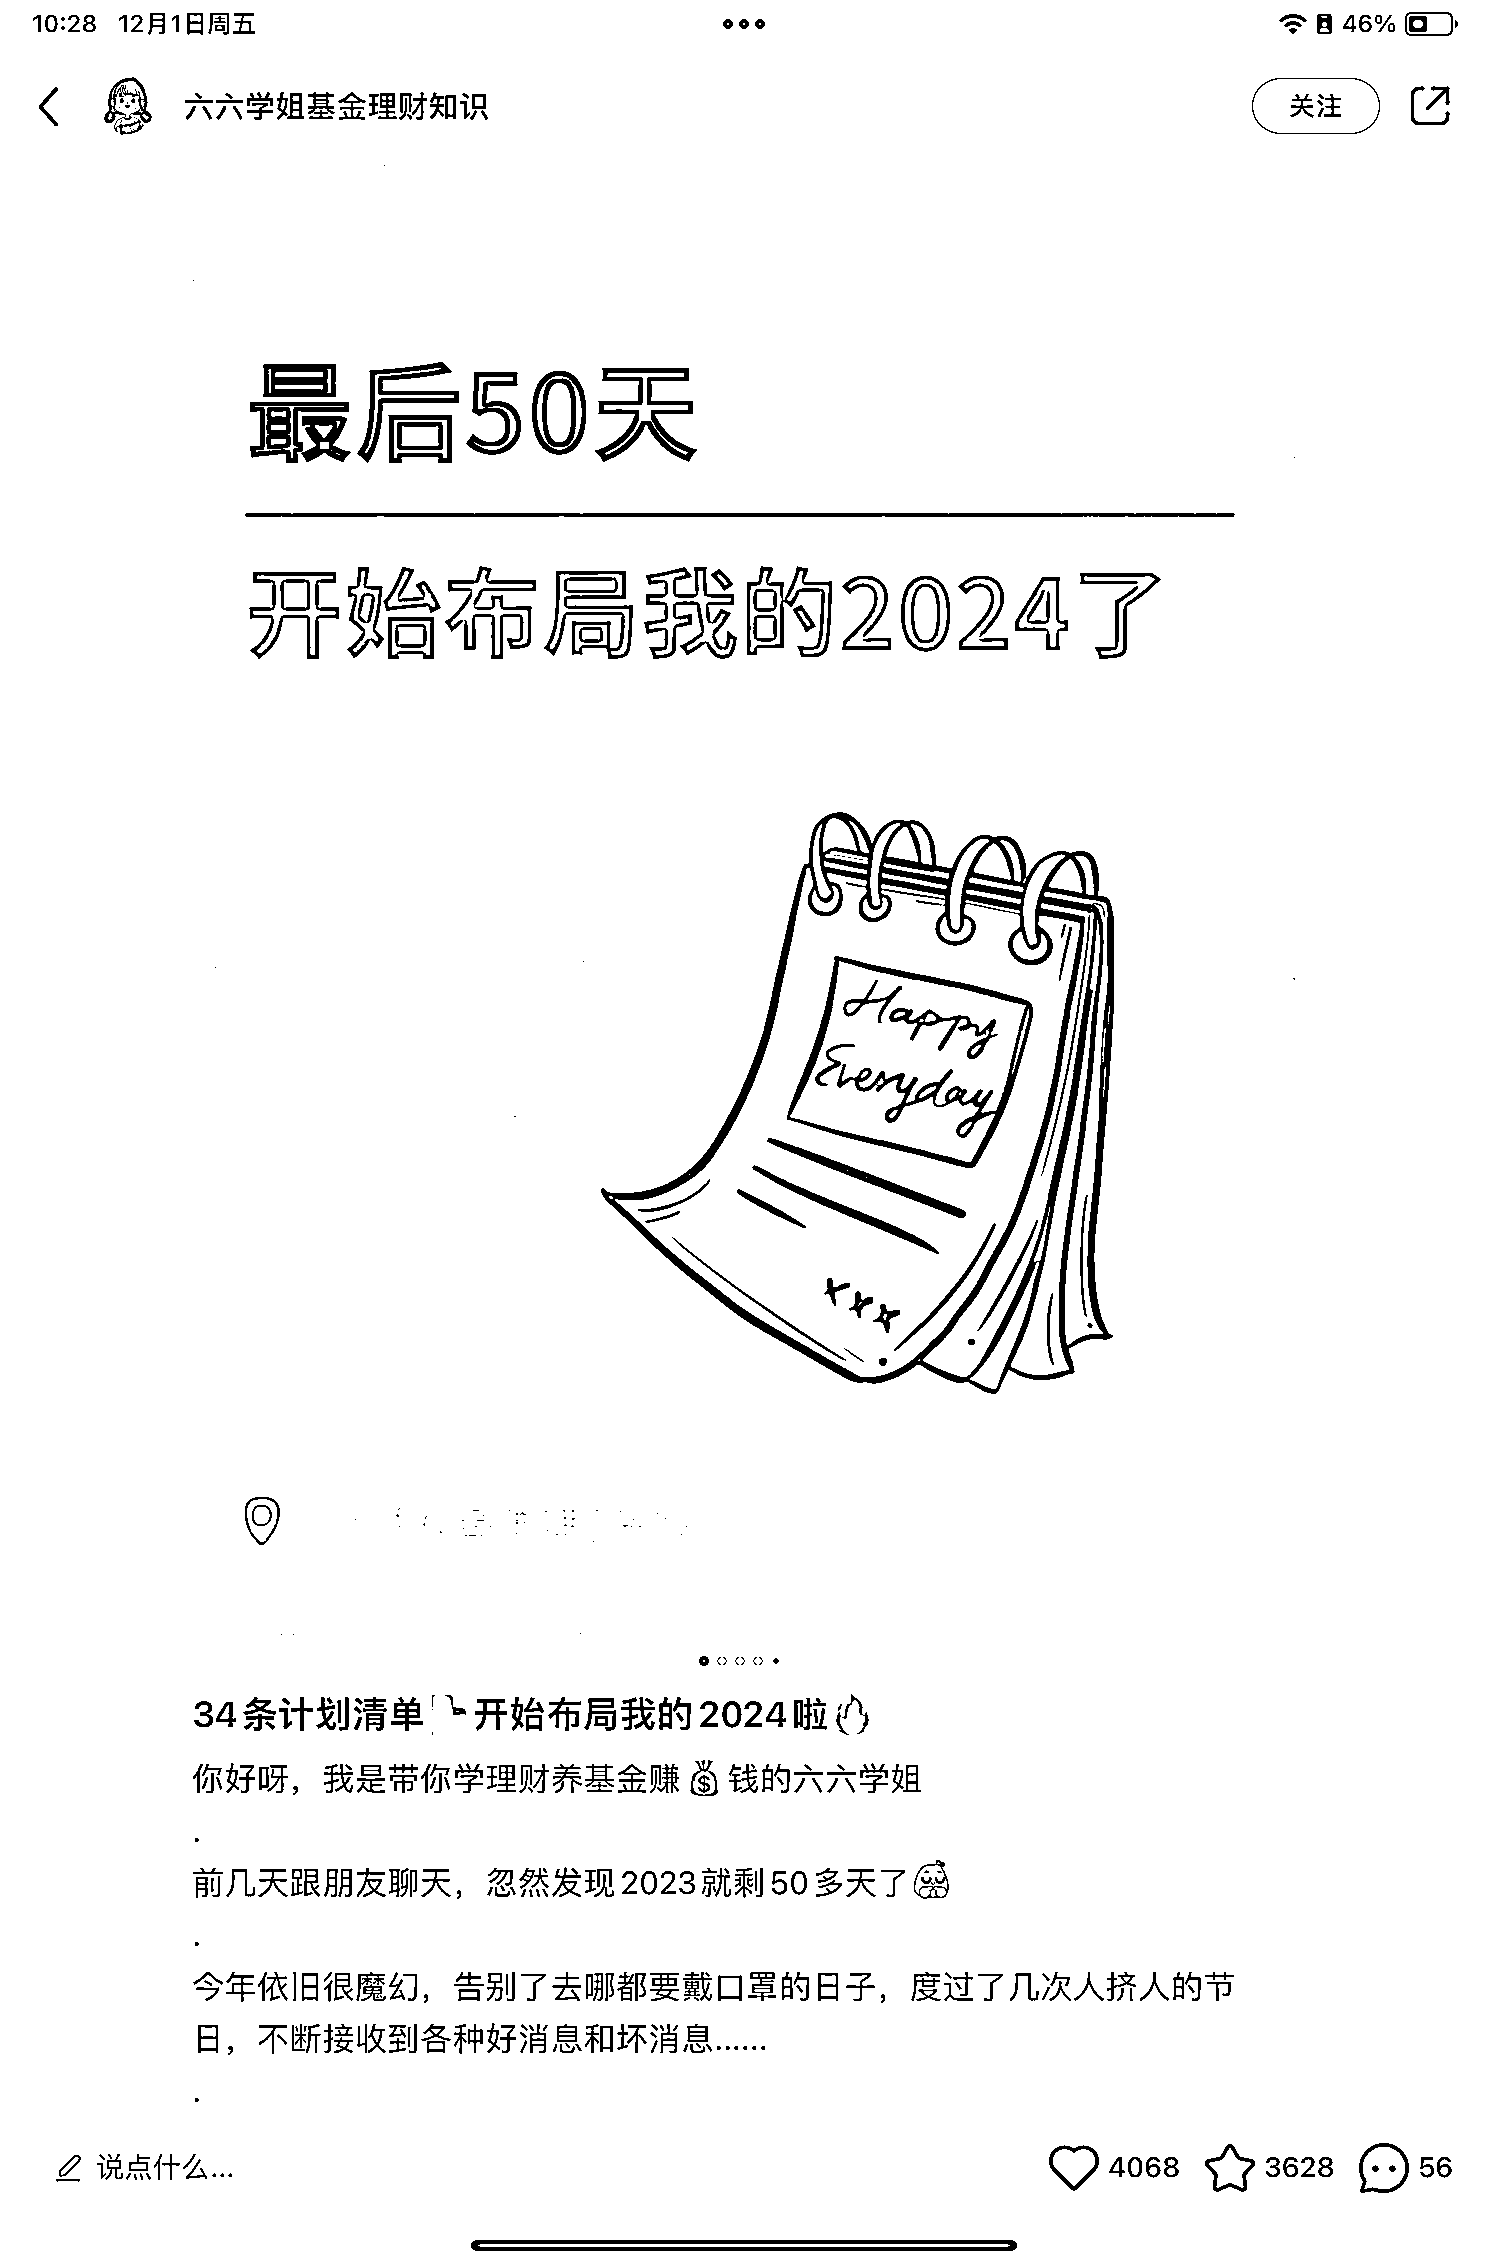 10:28 12月1日周五
46%
六六学姐基金理财知识
关注
最后50天
开始布局我的2024了
Happy
Everyday
34条计划清单 开始布局我的2024啦🔥
你好呀，我是带你学理财养基金赚💰钱的六六学姐
.
前几天跟朋友聊天，忽然发现2023就剩50多天了
.
今年依旧很魔幻，告别了去哪都要戴口罩的日子，度过了几次人挤人的节
日，不断接收到各种好消息和坏消息......
.
说点什么...
4068 3628 56